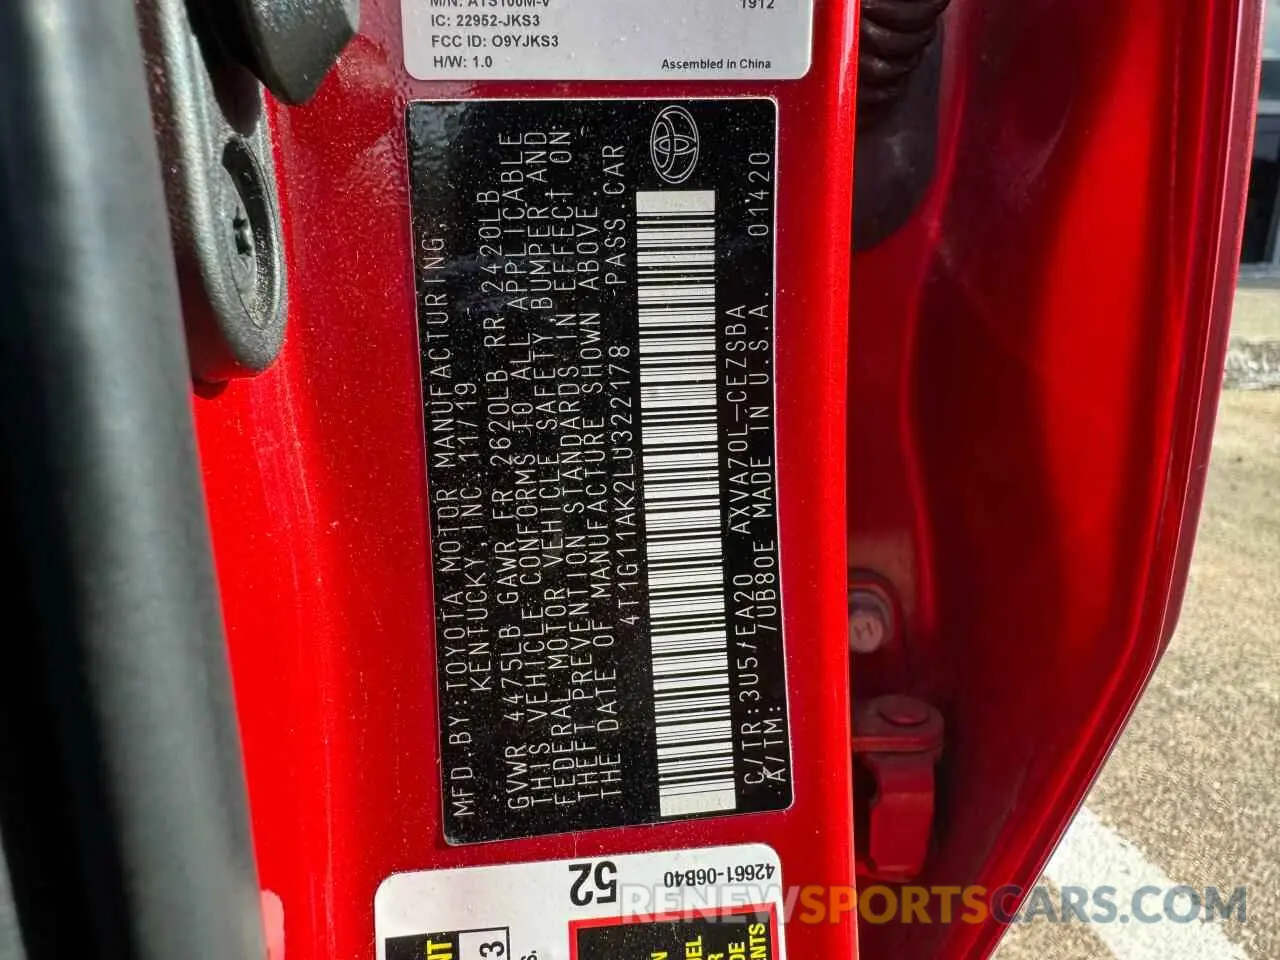 M/N: ATS100M-V
1912
IC: 22952-JKS3
FCC ID: O9YJKS3
H/W: 1.0
Assembled in China
MFD.BY:TOYOTA MOTOR MANUFACTURING,
KENTUCKY,INC. 11/19
GVWR 4475LB GAWR FR 2620LB RR 2420LB
THIS VEHICLE CONFORMS TO ALL APPLICABLE
FEDERAL MOTOR VEHICLE SAFETY,BUMPER,AND
THEFT PREVENTION STANDARDS IN EFFECT ON
THE DATE OF MANUFACTURE SHOWN ABOVE.
4T1G11AK2LU322178 PASS.CAR
C/TR:3U5/EA20 AXVA70L-CEZSBA 01420
A/TM: /UB80E MADE IN U.S.A.
52
42661-06B40
RENEWSPORTSCARS.COM